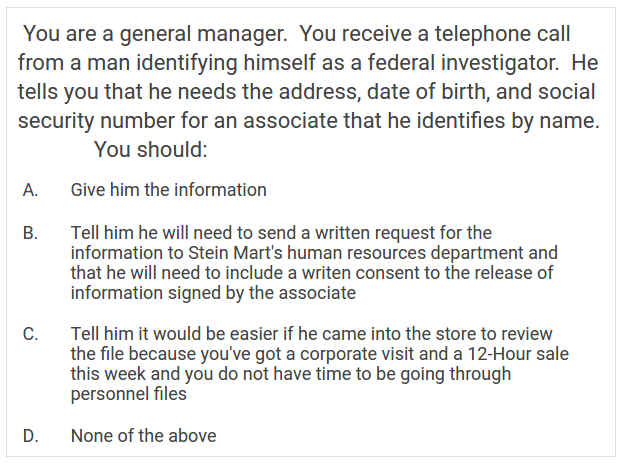 You are a general manager.  You receive a telephone call
from a man identifying himself as a federal investigator.  He
tells you that he needs the address, date of birth, and social
security number for an associate that he identifies by name.
You should:
A. Give him the information
B. Tell him he will need to send a written request for the
information to Stein Mart's human resources department and
that he will need to include a writen consent to the release of
information signed by the associate
C. Tell him it would be easier if he came into the store to review
the file because you've got a corporate visit and a 12-Hour sale
this week and you do not have time to be going through
personnel files
D. None of the above